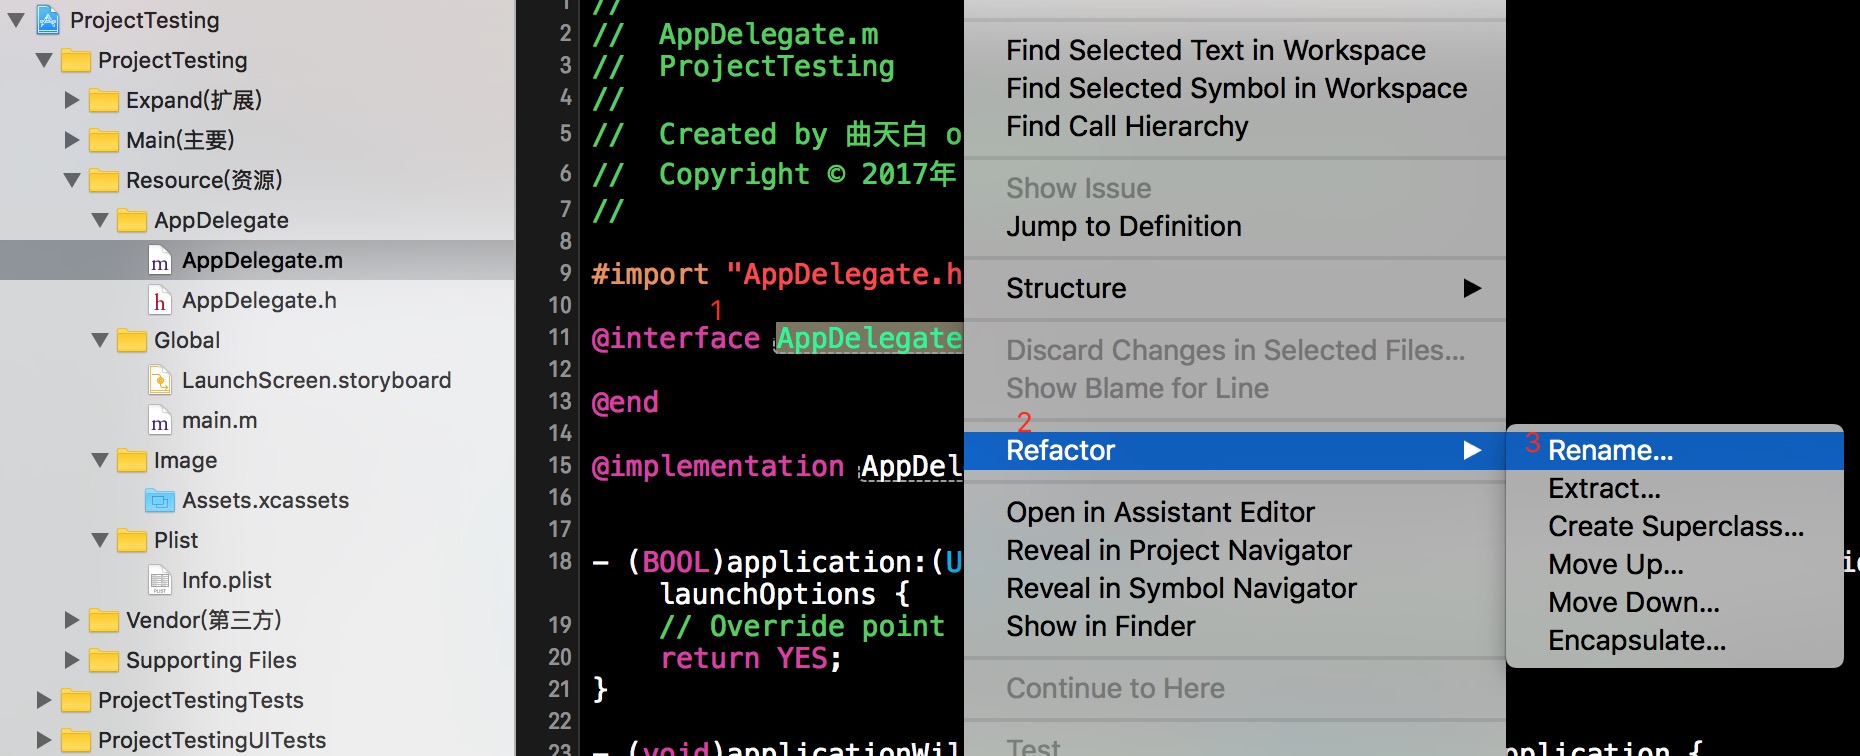 ProjectTesting
ProjectTesting
Expand(扩展)
Main(主要)
Resource(资源)
AppDelegate
m AppDelegate.m
h AppDelegate.h
Global
LaunchScreen.storyboard
m main.m
Image
Assets.xcassets
Plist
PLIST Info.plist
Vendor(第三方)
Supporting Files
ProjectTestingTests
ProjectTestingUITests
1 //
2 //  AppDelegate.m
3 //  ProjectTesting
4 //
5 //  Created by 曲天白 o
6 //  Copyright © 2017年
7 //
8
9 #import "AppDelegate.h
10
1
11 @interface AppDelegate
12
13 @end
14
15 @implementation AppDel
16
17
18 - (BOOL)application:(U
launchOptions {
19 // Override point
20 return YES;
21 }
22
23 - (void)applicationWil
pplication {
Find Selected Text in Workspace
Find Selected Symbol in Workspace
Find Call Hierarchy
Show Issue
Jump to Definition
Structure
Discard Changes in Selected Files...
Show Blame for Line
2
Refactor
Open in Assistant Editor
Reveal in Project Navigator
Reveal in Symbol Navigator
Show in Finder
Continue to Here
Test
3 Rename...
Extract...
Create Superclass...
Move Up...
Move Down...
Encapsulate...